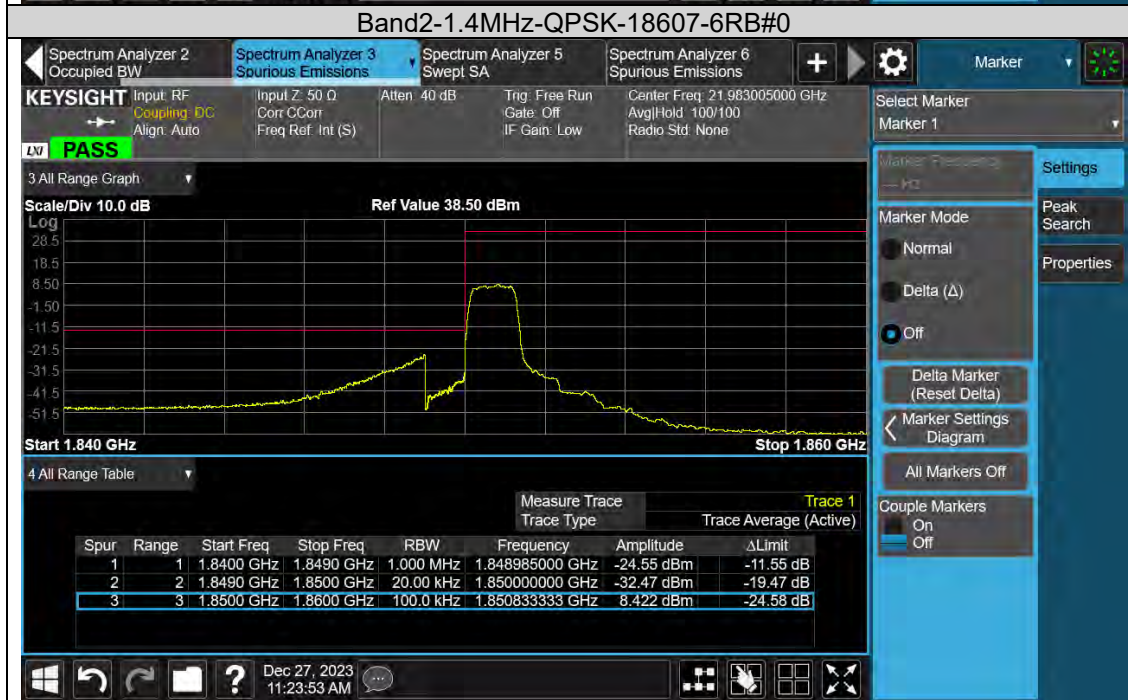 Band2-1.4MHz-QPSK-18607-6RB#0
Spectrum Analyzer 2
Occupied BW
Spectrum Analyzer 3
Spurious Emissions
Spectrum Analyzer 5
Swept SA
Spectrum Analyzer 6
Spurious Emissions
+
Marker
KEYSIGHT
Input: RF
Coupling: DC
Align: Auto
Input Z: 50 Ω
Corr CCorr
Freq Ref: Int (S)
Atten: 40 dB
Trig: Free Run
Gate: Off
IF Gain: Low
Center Freq: 21.983005000 GHz
Avg|Hold: 100/100
Radio Std: None
LXI PASS
3 All Range Graph
Scale/Div 10.0 dB
Ref Value 38.50 dBm
Log
28.5
18.5
8.50
-1.50
-11.5
-21.5
-31.5
-41.5
-51.5
Start 1.840 GHz
Stop 1.860 GHz
4 All Range Table
Measure Trace Trace 1
Trace Type Trace Average (Active)
Spur Range Start Freq Stop Freq RBW Frequency Amplitude ΔLimit
1 1 1.8400 GHz 1.8490 GHz 1.000 MHz 1.848985000 GHz -24.55 dBm -11.55 dB
2 2 1.8490 GHz 1.8500 GHz 20.00 kHz 1.850000000 GHz -32.47 dBm -19.47 dB
3 3 1.8500 GHz 1.8600 GHz 100.0 kHz 1.850833333 GHz 8.422 dBm -24.58 dB
Select Marker
Marker 1
Marker Frequency
--- Hz
Settings
Peak
Search
Properties
Marker Mode
Normal
Delta (Δ)
Off
Delta Marker
(Reset Delta)
Marker Settings
Diagram
All Markers Off
Couple Markers
On
Off
?
Dec 27, 2023
11:23:53 AM